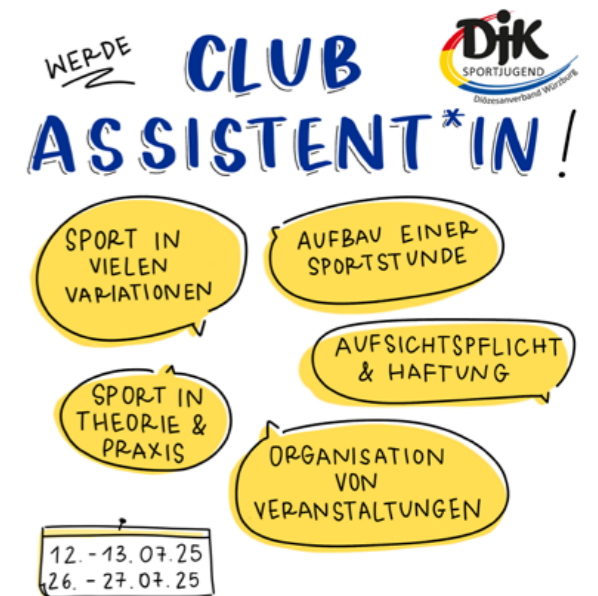 WERDE
CLUB
ASSISTENT*IN!
DJK
SPORTJUGEND
Diözesanverband Würzburg
SPORT IN
VIELEN
VARIATIONEN
AUFBAU EINER
SPORTSTUNDE
AUFSICHTSPFLICHT
& HAFTUNG
SPORT IN
THEORIE &
PRAXIS
ORGANISATION
VON
VERANSTALTUNGEN
12. - 13. 07. 25
26. - 27. 07. 25